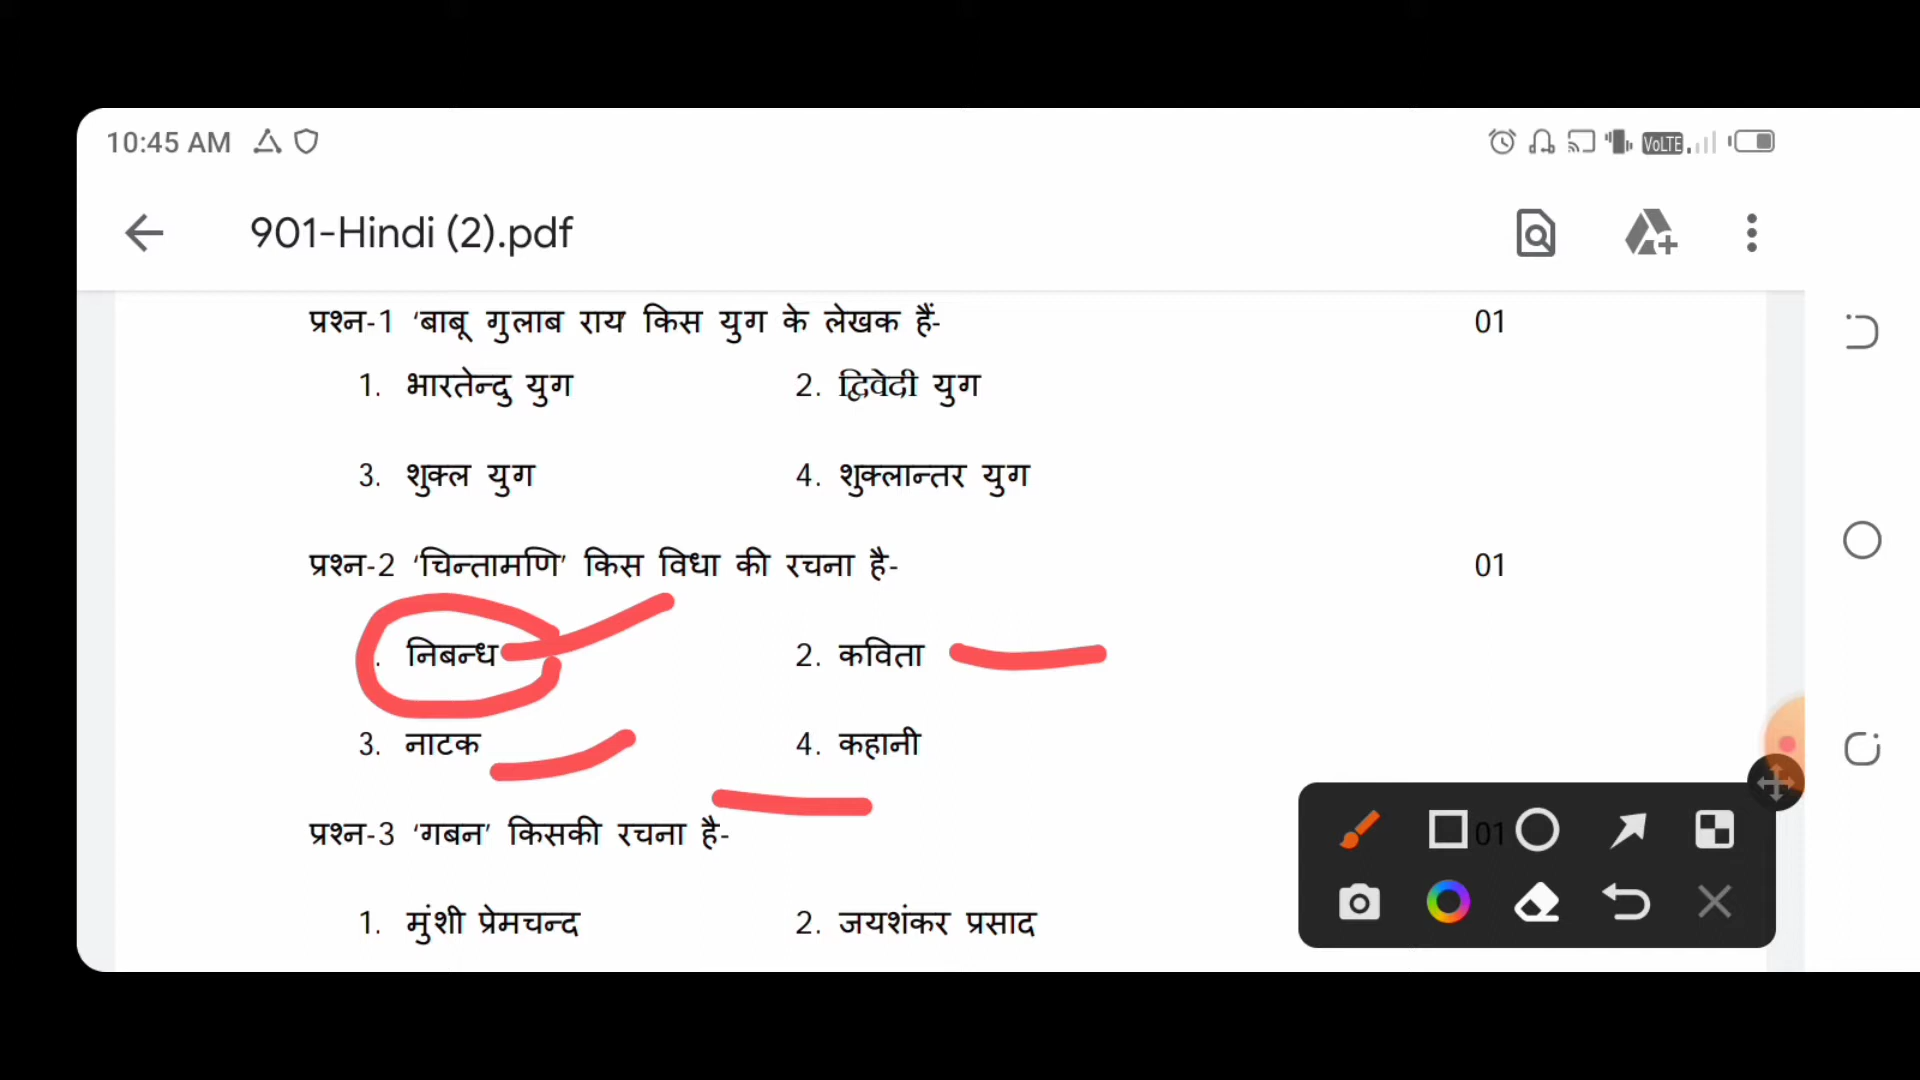 10:45 AM VoLTE
901-Hindi (2).pdf
प्रश्न-1 ‘बाबू गुलाब राय’ किस युग के लेखक हैं- 01
1. भारतेन्दु युग 2. द्विवेदी युग
3. शुक्ल युग 4. शुक्लान्तर युग
प्रश्न-2 ‘चिन्तामणि’ किस विधा की रचना है- 01
. निबन्ध 2. कविता
3. नाटक 4. कहानी
प्रश्न-3 ‘गबन’ किसकी रचना है- 01
1. मुंशी प्रेमचन्द 2. जयशंकर प्रसाद